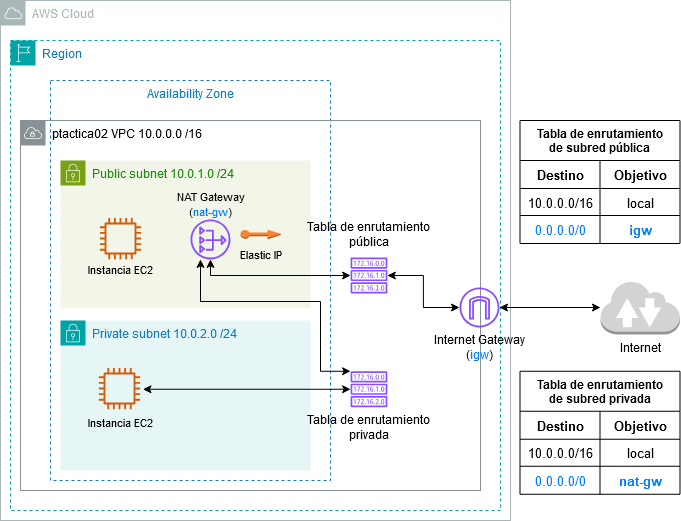 AWS Cloud
Region
Availability Zone
ptactica02 VPC 10.0.0.0 /16
Public subnet 10.0.1.0 /24
NAT Gateway
(nat-gw)
Instancia EC2
Elastic IP
Tabla de enrutamiento
pública
172.16.0.0
172.16.1.0
172.16.2.0
Internet Gateway
(igw)
Internet
Private subnet 10.0.2.0 /24
Instancia EC2
172.16.0.0
172.16.1.0
172.16.2.0
Tabla de enrutamiento
privada
Tabla de enrutamiento
de subred pública
Destino Objetivo
10.0.0.0/16 local
0.0.0.0/0 igw
Tabla de enrutamiento
de subred privada
Destino Objetivo
10.0.0.0/16 local
0.0.0.0/0 nat-gw